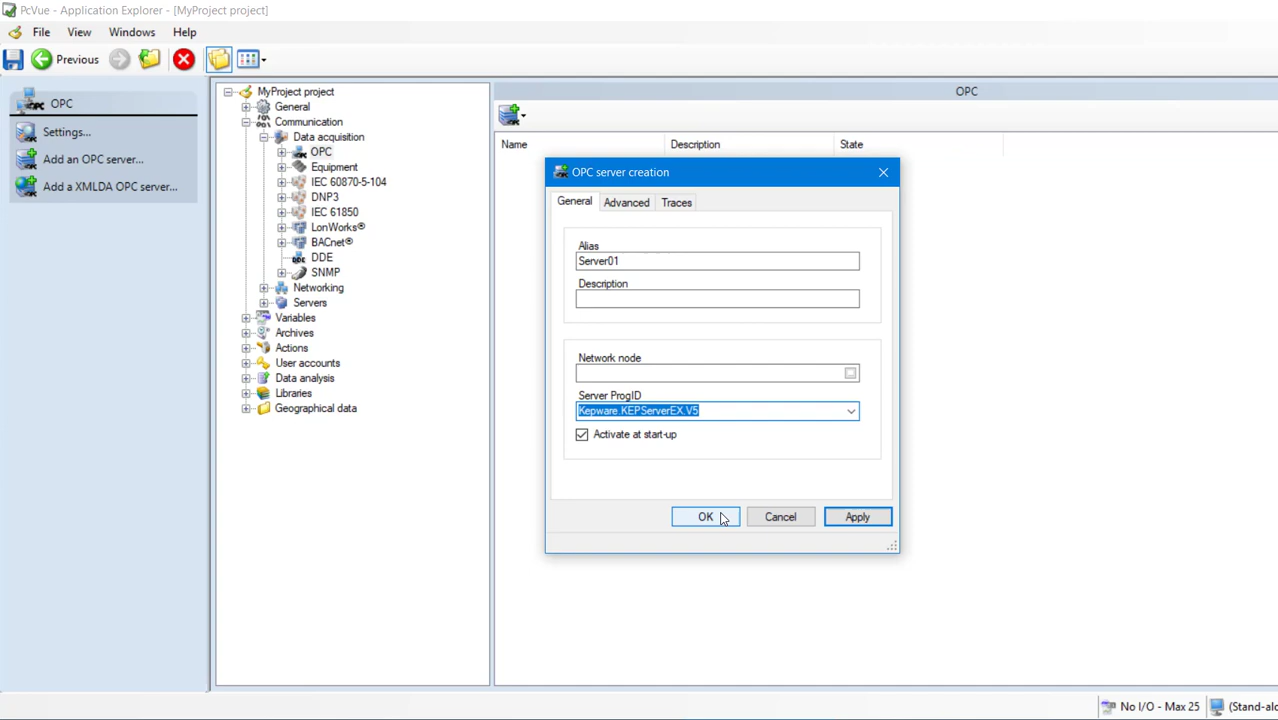 PcVue - Application Explorer - [MyProject project]
File View Windows Help
Previous
OPC
Settings...
Add an OPC server...
Add a XMLDA OPC server...
MyProject project
General
Communication
Data acquisition
OPC
Equipment
IEC 60870-5-104
DNP3
IEC 61850
LonWorks®
BACnet®
DDE
SNMP
Networking
Servers
Variables
Archives
Actions
User accounts
Data analysis
Libraries
Geographical data
OPC
Name Description State
OPC server creation
General Advanced Traces
Alias
Server01
Description
Network node
Server ProgID
Kepware.KEPServerEX.V5
Activate at start-up
OK Cancel Apply
No I/O - Max 25 (Stand-alo